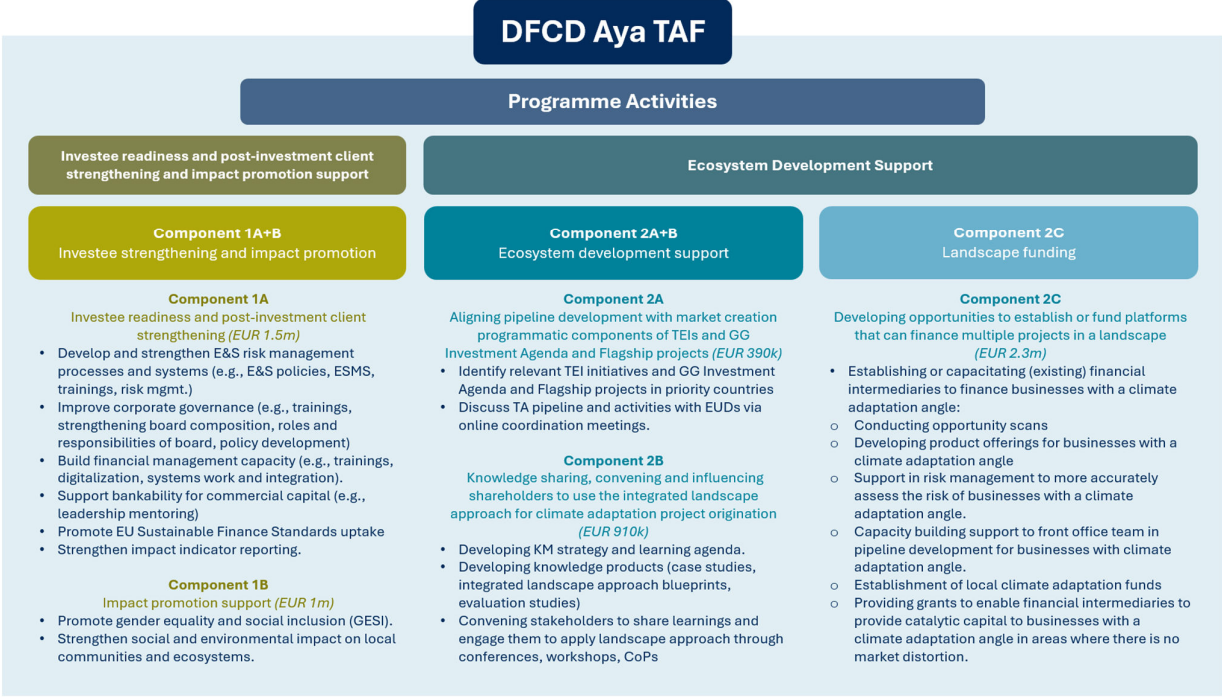 DFCD Aya TAF
Programme Activities
Investee readiness and post-investment client
strengthening and impact promotion support
Ecosystem Development Support
Component 1A+B
Investee strengthening and impact promotion
Component 2A+B
Ecosystem development support
Component 2C
Landscape funding
Component 1A
Investee readiness and post-investment client
strengthening (EUR 1.5m)
• Develop and strengthen E&S risk management
processes and systems (e.g., E&S policies, ESMS,
trainings, risk mgmt.)
• Improve corporate governance (e.g., trainings,
strengthening board composition, roles and
responsibilities of board, policy development)
• Build financial management capacity (e.g., trainings,
digitalization, systems work and integration).
• Support bankability for commercial capital (e.g.,
leadership mentoring)
• Promote EU Sustainable Finance Standards uptake
• Strengthen impact indicator reporting.
Component 1B
Impact promotion support (EUR 1m)
• Promote gender equality and social inclusion (GESI).
• Strengthen social and environmental impact on local
communities and ecosystems.
Component 2A
Aligning pipeline development with market creation
programmatic components of TEIs and GG
Investment Agenda and Flagship projects (EUR 390k)
• Identify relevant TEI initiatives and GG Investment
Agenda and Flagship projects in priority countries
• Discuss TA pipeline and activities with EUDs via
online coordination meetings.
Component 2B
Knowledge sharing, convening and influencing
shareholders to use the integrated landscape
approach for climate adaptation project origination
(EUR 910k)
• Developing KM strategy and learning agenda.
• Developing knowledge products (case studies,
integrated landscape approach blueprints,
evaluation studies)
• Convening stakeholders to share learnings and
engage them to apply landscape approach through
conferences, workshops, CoPs
Component 2C
Developing opportunities to establish or fund platforms
that can finance multiple projects in a landscape
(EUR 2.3m)
• Establishing or capacitating (existing) financial
intermediaries to finance businesses with a climate
adaptation angle:
o Conducting opportunity scans
o Developing product offerings for businesses with a
climate adaptation angle
o Support in risk management to more accurately
assess the risk of businesses with a climate
adaptation angle.
o Capacity building support to front office team in
pipeline development for businesses with climate
adaptation angle.
o Establishment of local climate adaptation funds
o Providing grants to enable financial intermediaries to
provide catalytic capital to businesses with a
climate adaptation angle in areas where there is no
market distortion.